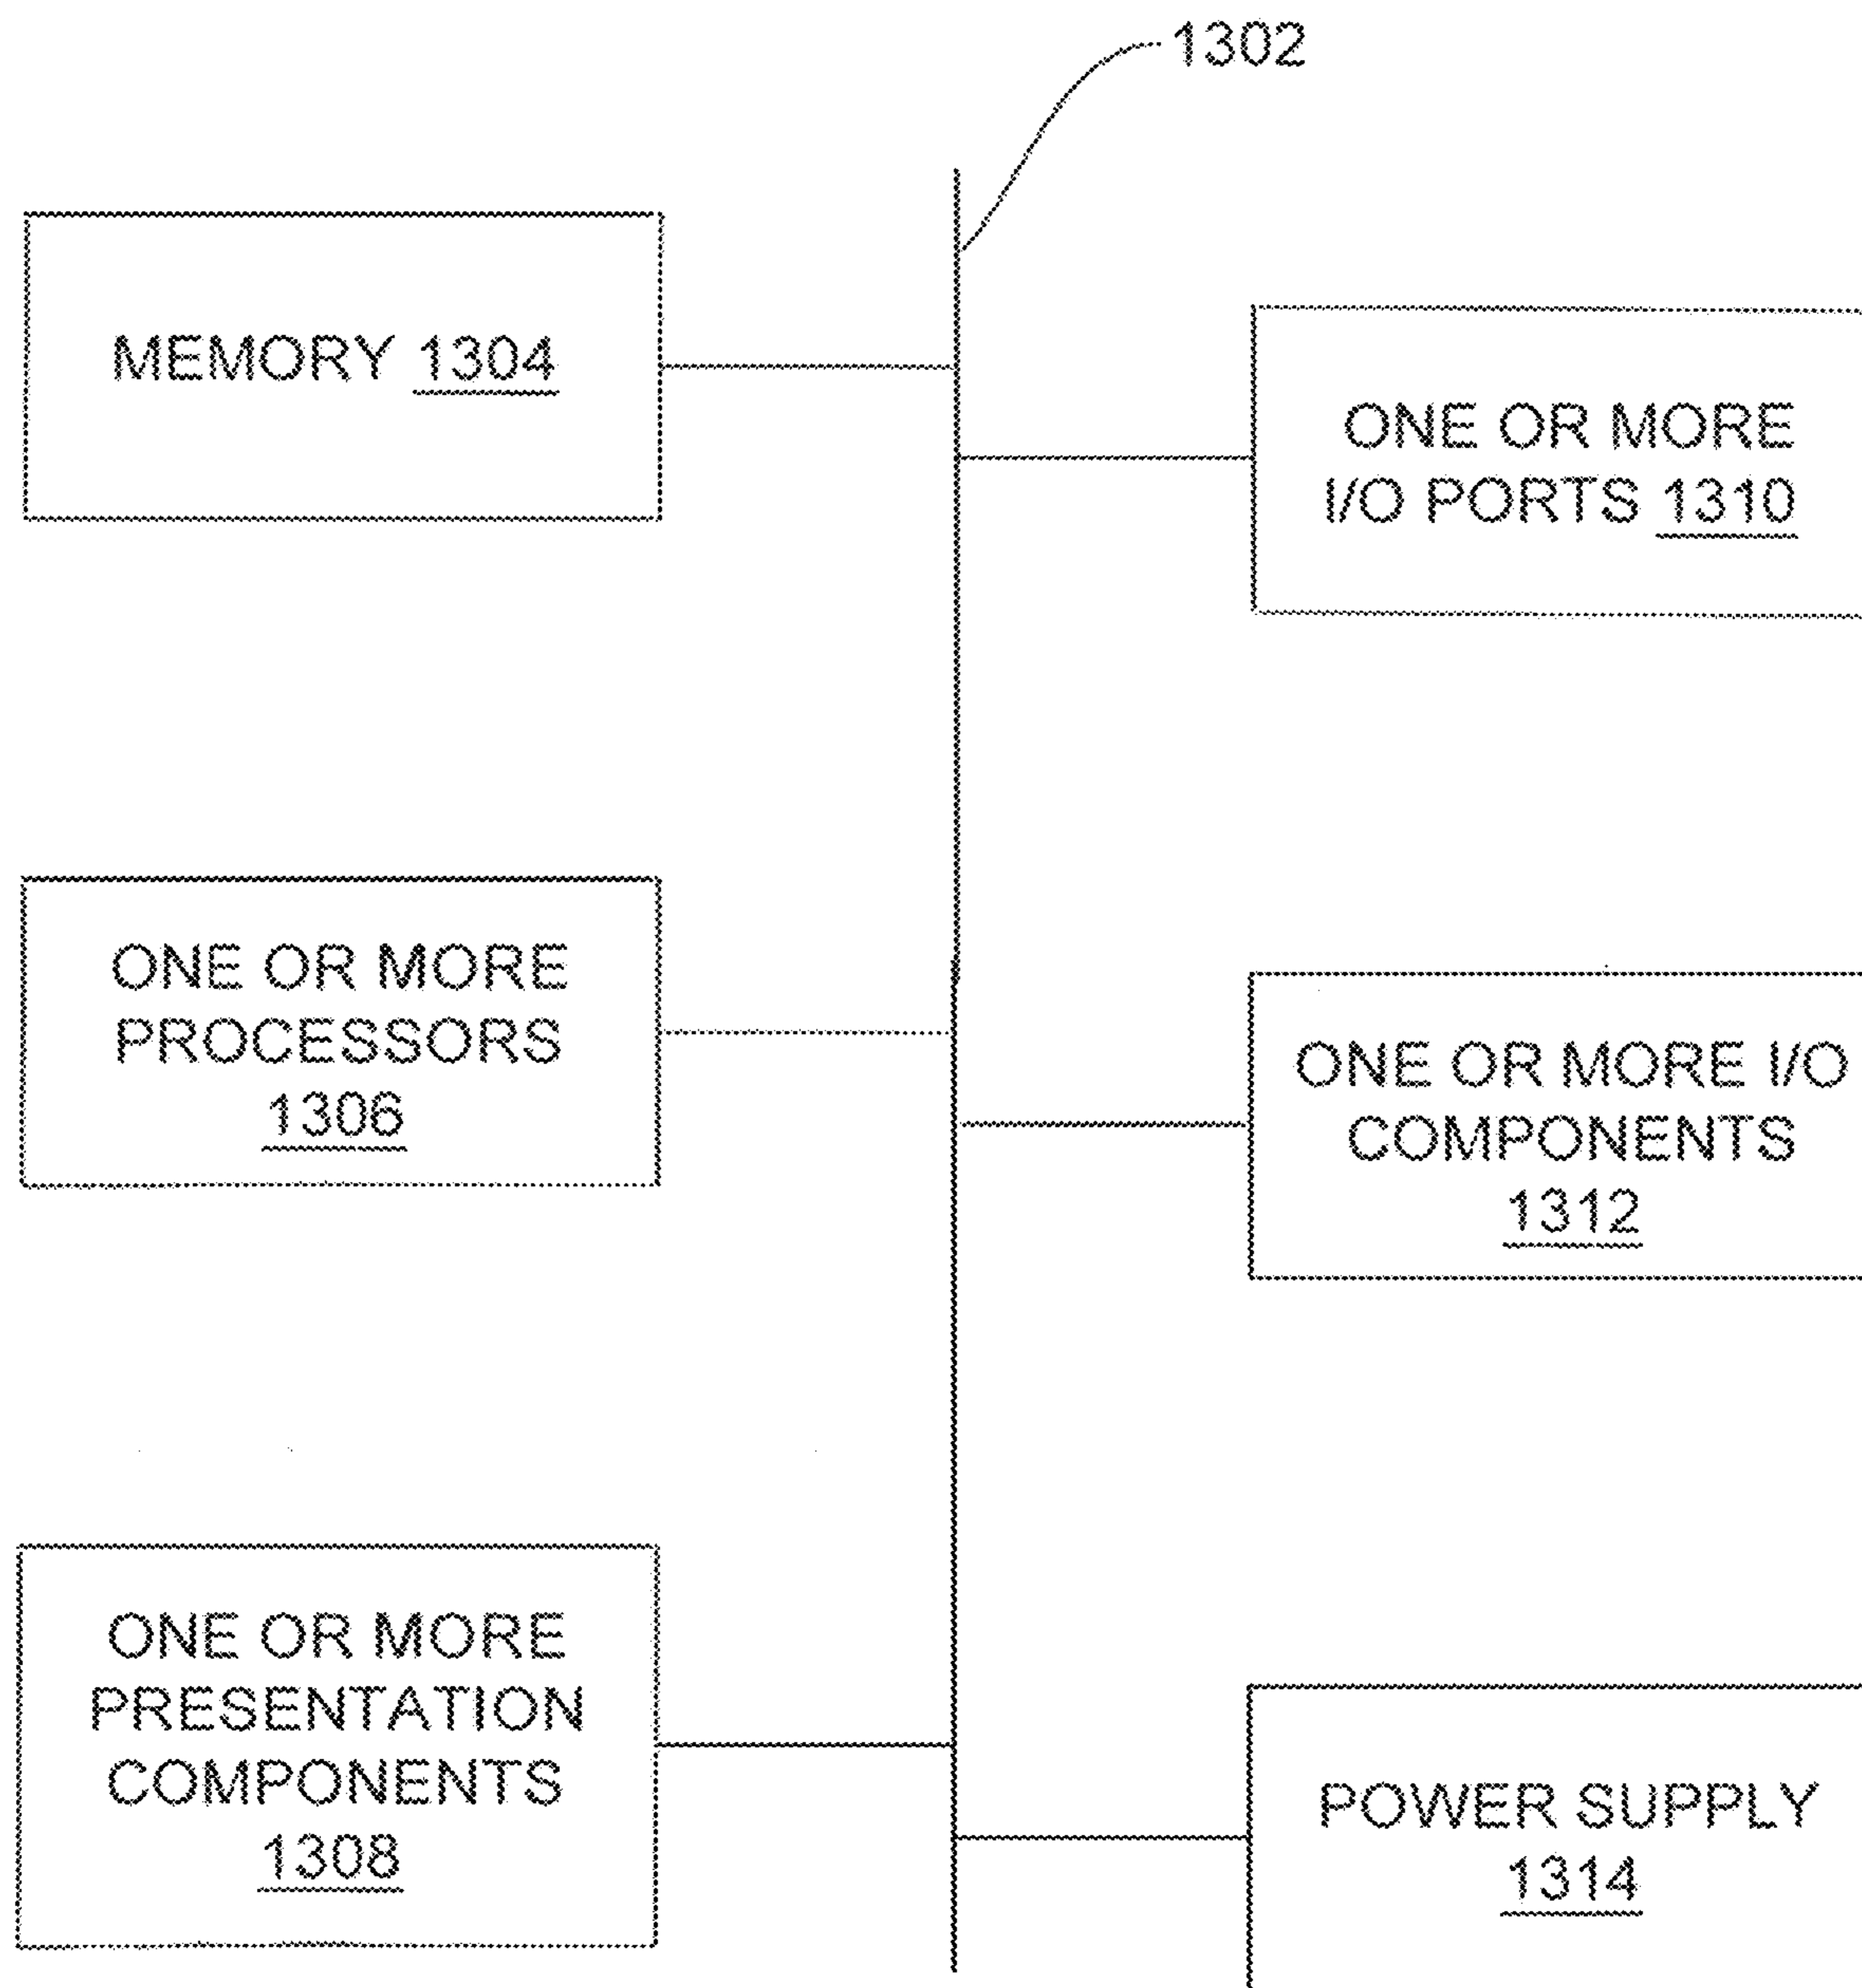 1302
MEMORY 1304
ONE OR MORE
I/O PORTS 1310
ONE OR MORE
PROCESSORS
1306
ONE OR MORE I/O
COMPONENTS
1312
ONE OR MORE
PRESENTATION
COMPONENTS
1308
POWER SUPPLY
1314